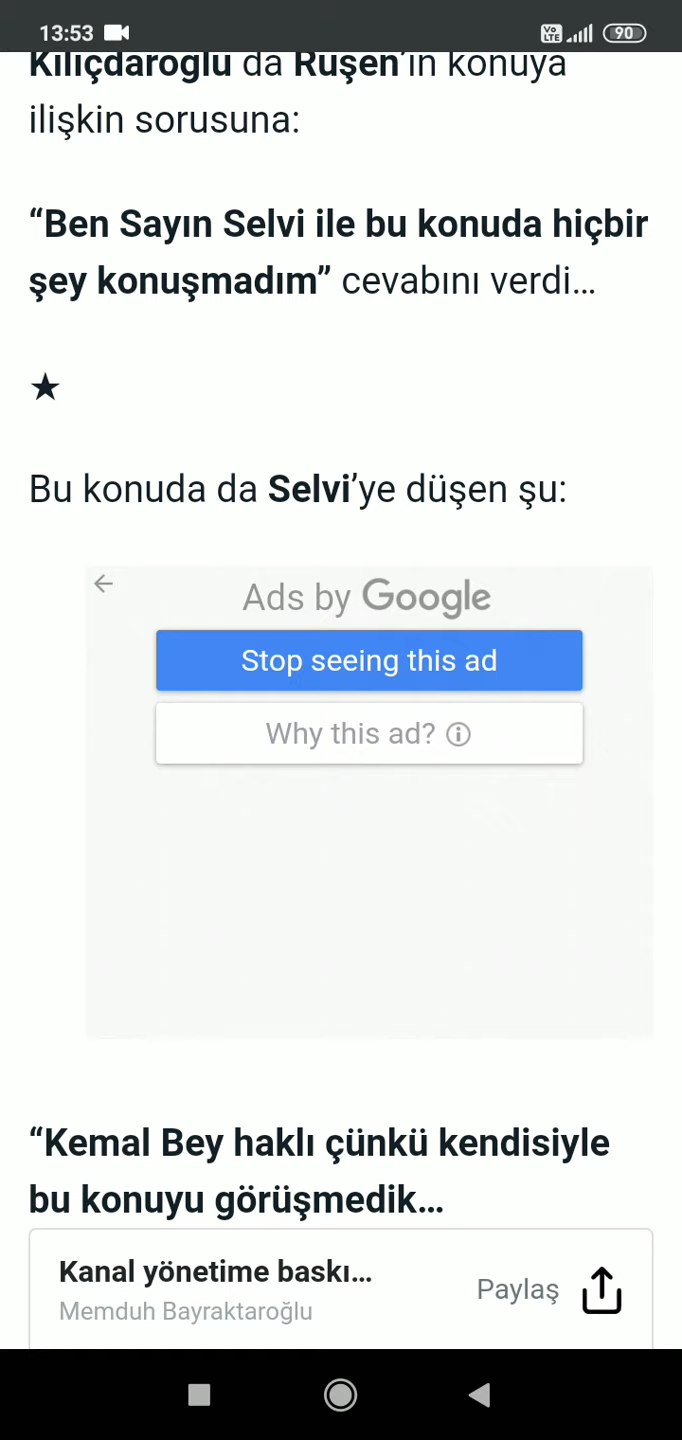 13:53
Vo LTE
90
Kılıçdaroğlu da Ruşen'in konuya
ilişkin sorusuna:
“Ben Sayın Selvi ile bu konuda hiçbir
şey konuşmadım” cevabını verdi...
★
Bu konuda da Selvi’ye düşen şu:
Ads by Google
Stop seeing this ad
Why this ad?
“Kemal Bey haklı çünkü kendisiyle
bu konuyu görüşmedik...
Kanal yönetime baskı...
Memduh Bayraktaroğlu
Paylaş